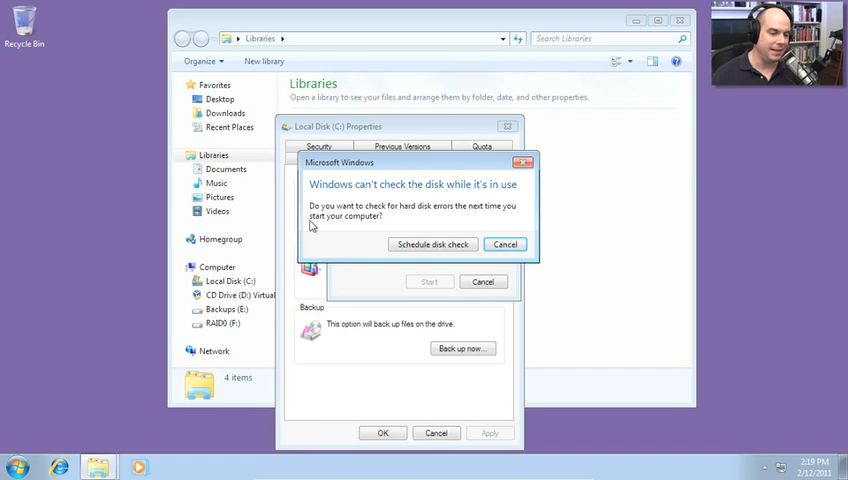 Recycle Bin
Libraries
Search Libraries
Organize
New library
Favorites
Desktop
Downloads
Recent Places
Libraries
Documents
Music
Pictures
Videos
Homegroup
Computer
Local Disk (C:)
CD Drive (D:) Virtual
Backups (E:)
RAID0 (F:)
Network
4 items
Libraries
Open a library to see your files and arrange them by folder, date, and other properties.
Local Disk (C:) Properties
Security
Previous Versions
Quota
Microsoft Windows
Windows can't check the disk while it's in use
Do you want to check for hard disk errors the next time you
start your computer?
Schedule disk check
Cancel
Start
Cancel
Backup
This option will back up files on the drive.
Back up now...
OK
Cancel
Apply
2:19 PM
2/12/2011